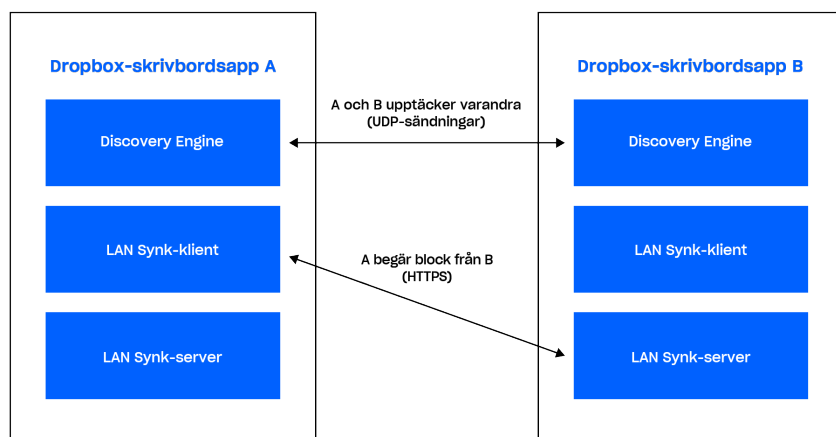 Dropbox-skrivbordsapp A
Discovery Engine
LAN Synk-klient
LAN Synk-server
A och B upptäcker varandra
(UDP-sändningar)
A begär block från B
(HTTPS)
Dropbox-skrivbordsapp B
Discovery Engine
LAN Synk-klient
LAN Synk-server